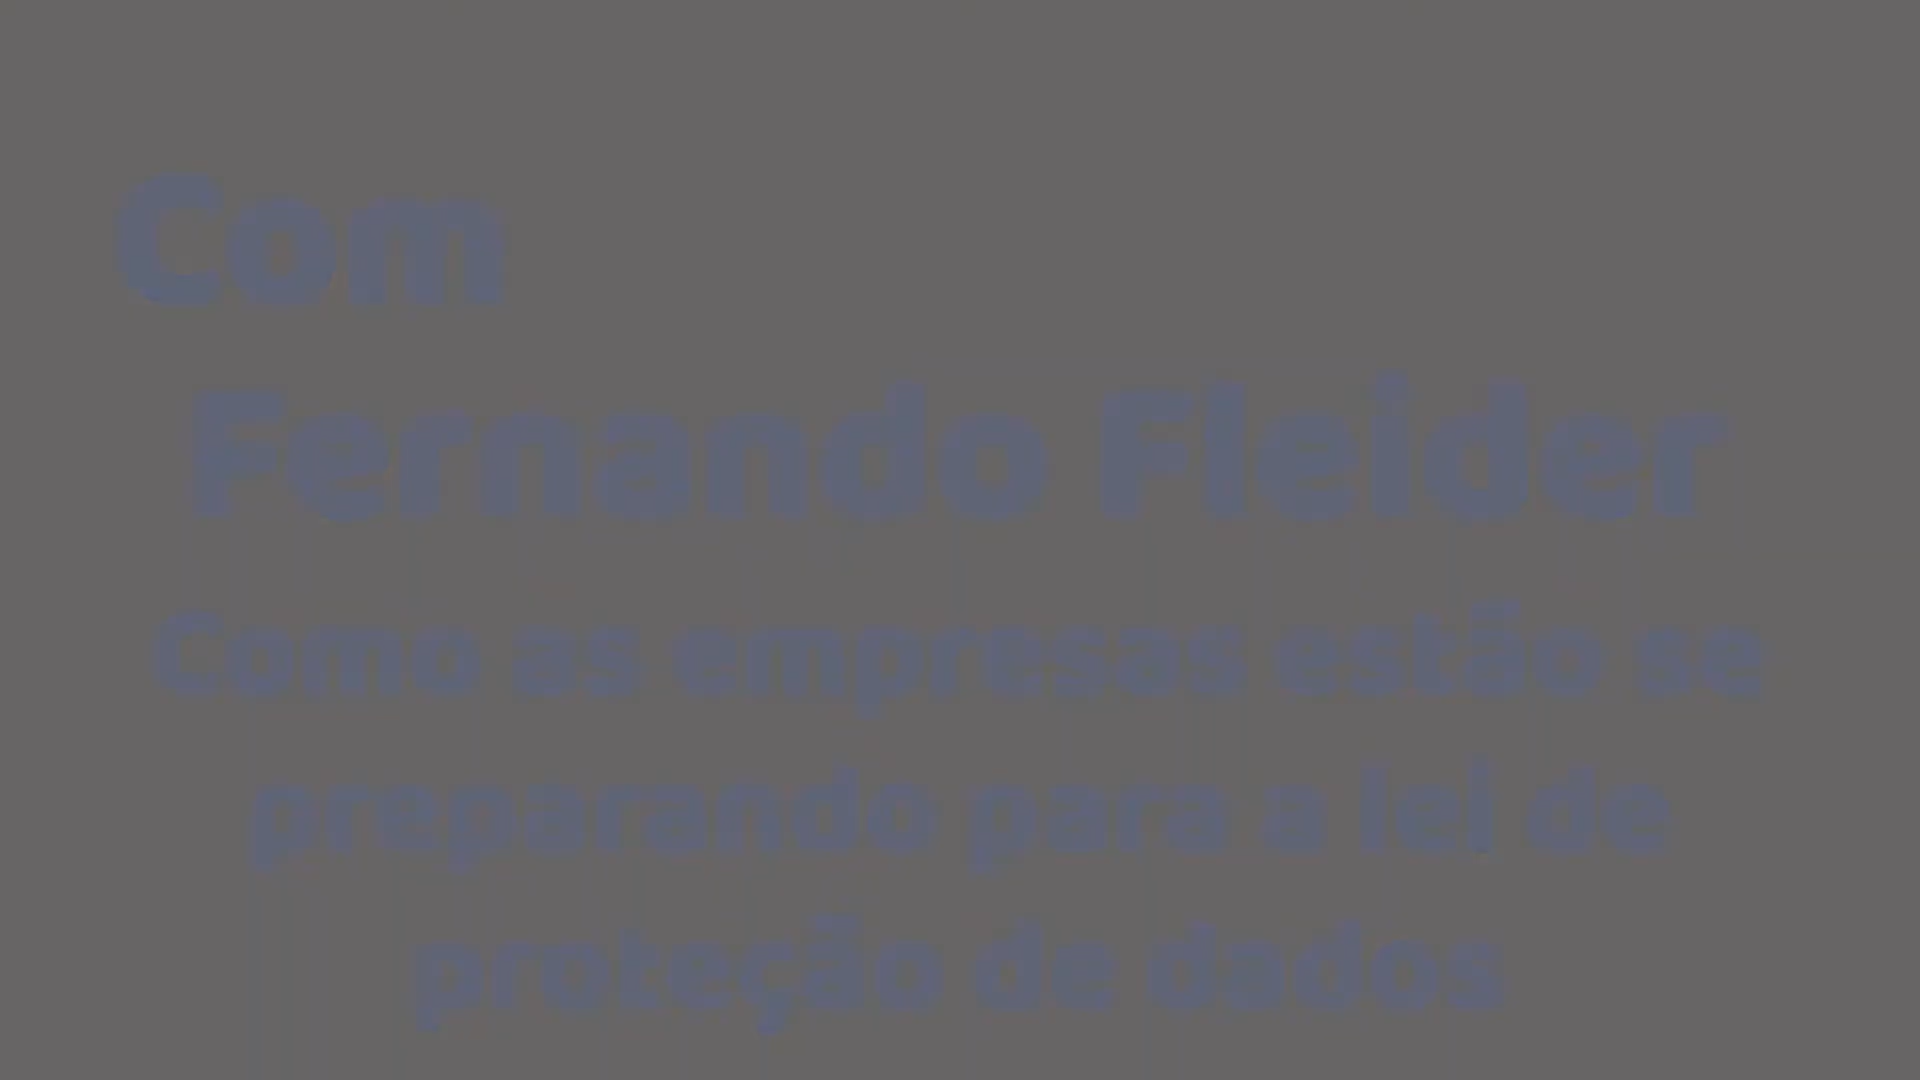 Com
Fernando Fleider
Como as empresas estão se
preparando para a lei de
proteção de dados